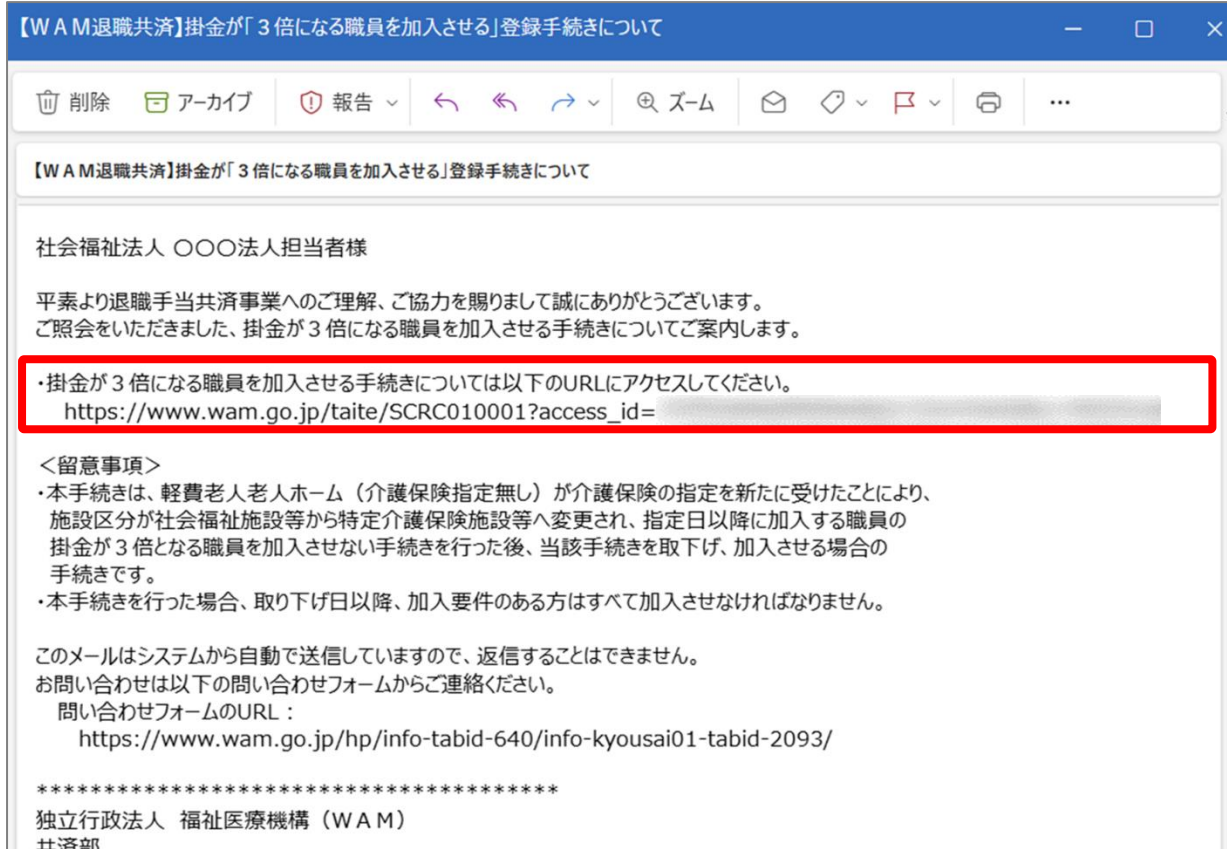 【ＷＡＭ退職共済】掛金が「３倍になる職員を加入させる」登録手続きについて
削除 アーカイブ 報告 ズーム ...
【ＷＡＭ退職共済】掛金が「３倍になる職員を加入させる」登録手続きについて
社会福祉法人 〇〇〇法人担当者様
平素より退職手当共済事業へのご理解、ご協力を賜りまして誠にありがとうございます。
ご照会をいただきました、掛金が３倍になる職員を加入させる手続きについてご案内します。
・掛金が３倍になる職員を加入させる手続きについては以下のURLにアクセスしてください。
https://www.wam.go.jp/taite/SCRC010001?access_id=
＜留意事項＞
・本手続きは、軽費老人老人ホーム（介護保険指定無し）が介護保険の指定を新たに受けたことにより、
施設区分が社会福祉施設等から特定介護保険施設等へ変更され、指定日以降に加入する職員の
掛金が３倍となる職員を加入させない手続きを行った後、当該手続きを取下げ、加入させる場合の
手続きです。
・本手続きを行った場合、取り下げ日以降、加入要件のある方はすべて加入させなければなりません。
このメールはシステムから自動で送信していますので、返信することはできません。
お問い合わせは以下の問い合わせフォームからご連絡ください。
問い合わせフォームのURL：
https://www.wam.go.jp/hp/info-tabid-640/info-kyousai01-tabid-2093/
****************************************
独立行政法人 福祉医療機構（ＷＡＭ）
共済部